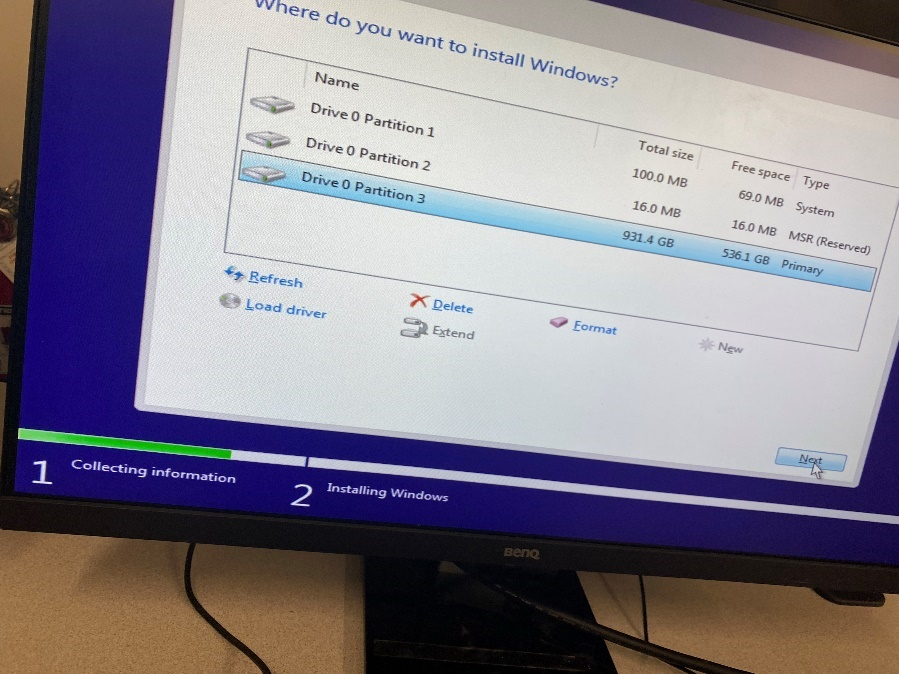 Where do you want to install Windows?
Name Total size Free space Type
Drive 0 Partition 1 100.0 MB 69.0 MB System
Drive 0 Partition 2 16.0 MB 16.0 MB MSR (Reserved)
Drive 0 Partition 3 931.4 GB 536.1 GB Primary
Refresh Delete Format New
Load driver Extend
Next
1 Collecting information 2 Installing Windows
BenQ